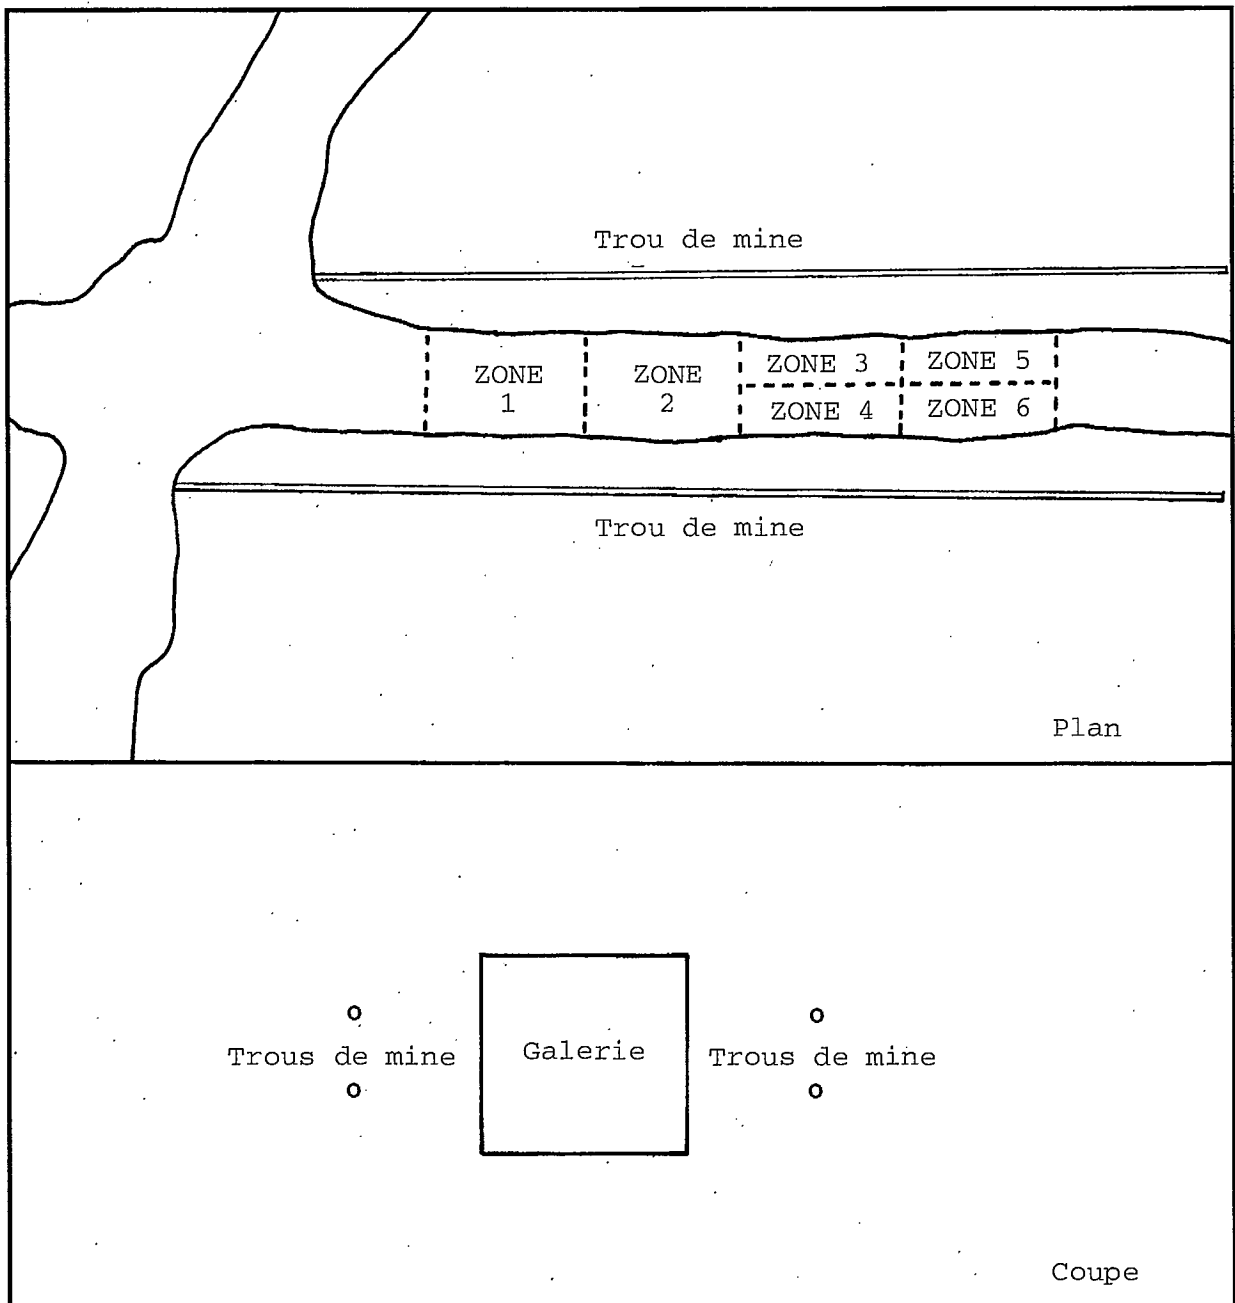 Trou de mine
ZONE
1
ZONE
2
ZONE 3
ZONE 5
ZONE 4
ZONE 6
Trou de mine
Plan
Trous de mine
Galerie
Trous de mine
Coupe